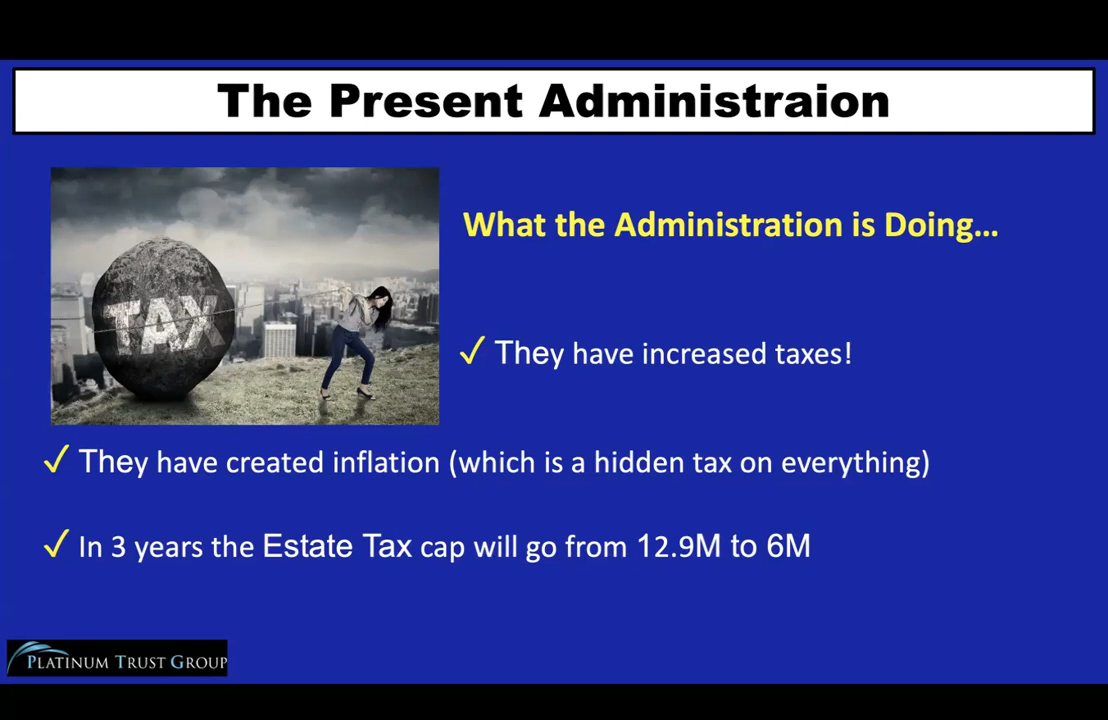 The Present Administraion
TAX
What the Administration is Doing...
✓ They have increased taxes!
✓ They have created inflation (which is a hidden tax on everything)
✓ In 3 years the Estate Tax cap will go from 12.9M to 6M
PLATINUM TRUST GROUP